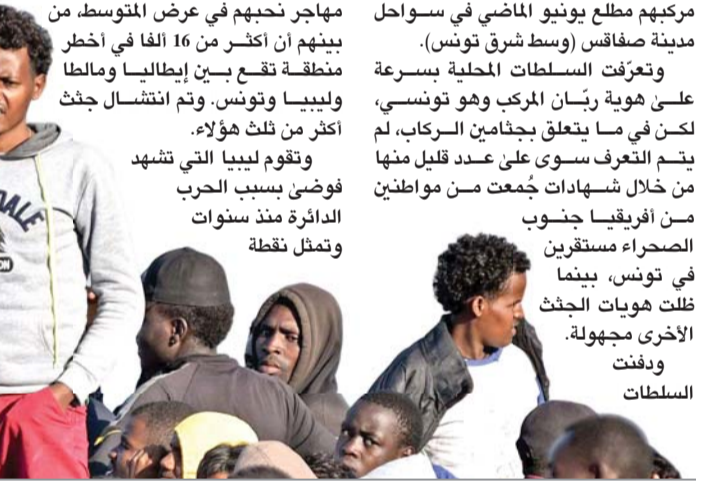 مركبهم مطلع يونيو الماضي في سواحل
مدينة صفاقس (وسط شرق تونس).
وتعرّفت السلطات المحلية بسرعة
على هوية ربّان المركب وهو تونسي،
لكن في ما يتعلق بجثامين الركاب، لم
يتم التعرف سوى على عدد قليل منها
من خلال شهادات جُمعت من مواطنين
من أفريقيا جنوب
الصحراء مستقرين
في تونس، بينما
ظلت هويات الجثث
الأخرى مجهولة.
ودفنت
السلطات
مهاجر نحبهم في عرض المتوسط، من
بينهم أن أكثر من 16 ألفا في أخطر
منطقة تقع بين إيطاليا ومالطا
وليبيا وتونس. وتم انتشال جثث
أكثر من ثلث هؤلاء.
وتقوم ليبيا التي تشهد
فوضى بسبب الحرب
الدائرة منذ سنوات
وتمثل نقطة
DALE
ON